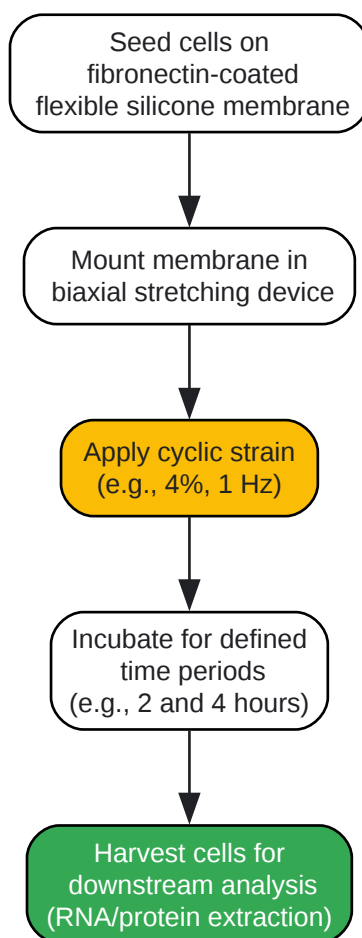 Seed cells on
fibronectin-coated
flexible silicone membrane
Mount membrane in
biaxial stretching device
Apply cyclic strain
(e.g., 4%, 1 Hz)
Incubate for defined
time periods
(e.g., 2 and 4 hours)
Harvest cells for
downstream analysis
(RNA/protein extraction)